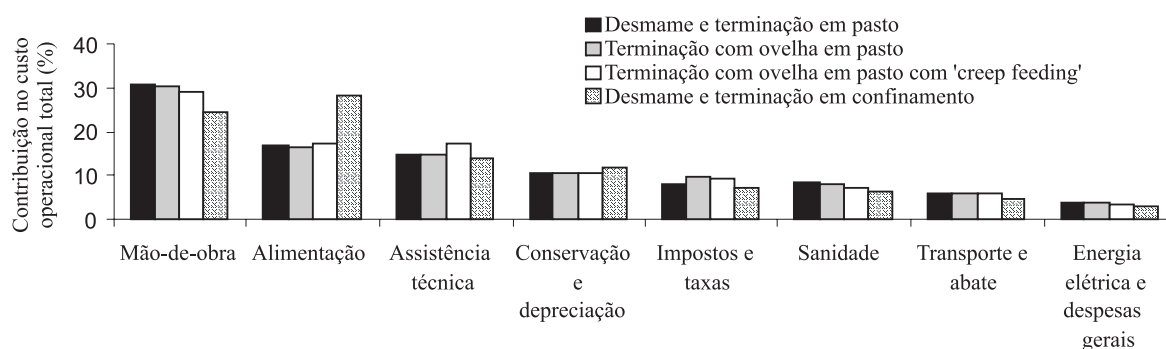 Desmame e terminação em pasto
Terminação com ovelha em pasto
Terminação com ovelha em pasto com 'creep feeding'
Desmame e terminação em confinamento
Contribuição no custo
operacional total (%)
40
30
20
10
0
Mão-de-obra
Alimentação
Assistência
técnica
Conservação
e
depreciação
Impostos e
taxas
Sanidade
Transporte e
abate
Energia
elétrica e
despesas
gerais